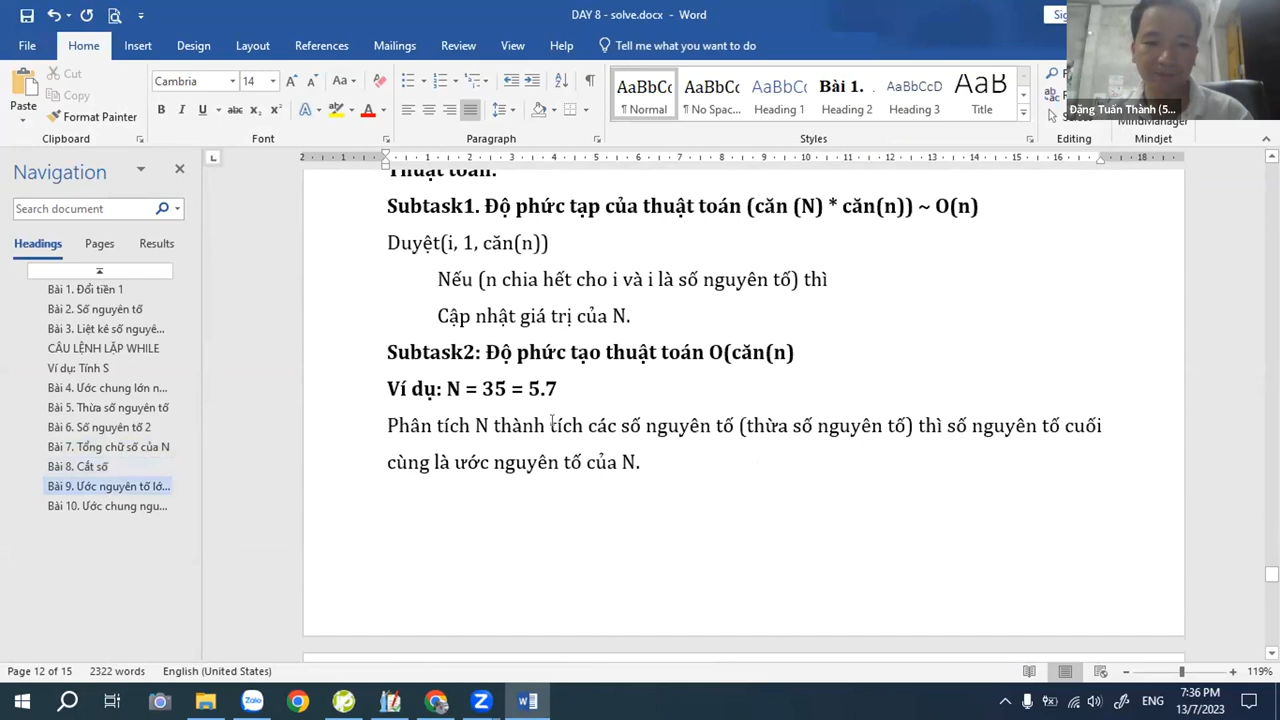 DAY 8 - solve.docx - Word
File Home Insert Draw Design Layout References Mailings Review View Help Tell me what you want to do
Paste
Cut
Copy
Format Painter
Clipboard
Cambria 14
Font
Paragraph
AaBbC AaBbCc AaBbC Bài 1. AaBbCcD AaB
¶ Normal ¶ No Spac... Heading 1 Heading 2 Heading 3 Title
Styles
Đặng Tuấn Thành (5...
Editing
MindManager
Mindjet
Navigation
Search document
Headings Pages Results
Bài 1. Đổi tiền 1
Bài 2. Số nguyên tố
Bài 3. Liệt kê số nguyê...
CÂU LỆNH LẶP WHILE
Ví dụ: Tính S
Bài 4. Ước chung lớn n...
Bài 5. Thừa số nguyên tố
Bài 6. Số nguyên tố 2
Bài 7. Tổng chữ số của N
Bài 8. Cắt số
Bài 9. Ước nguyên tố lớ...
Bài 10. Ước chung ngu...
Thuật toán.
Subtask1. Độ phức tạp của thuật toán (căn (N) * căn(n)) ~ O(n)
Duyệt(i, 1, căn(n))
Nếu (n chia hết cho i và i là số nguyên tố) thì
Cập nhật giá trị của N.
Subtask2: Độ phức tạo thuật toán O(căn(n)
Ví dụ: N = 35 = 5.7
Phân tích N thành tích các số nguyên tố (thừa số nguyên tố) thì số nguyên tố cuối
cùng là ước nguyên tố của N.
Page 12 of 15 2322 words English (United States) 119%
ENG
7:36 PM
13/7/2023